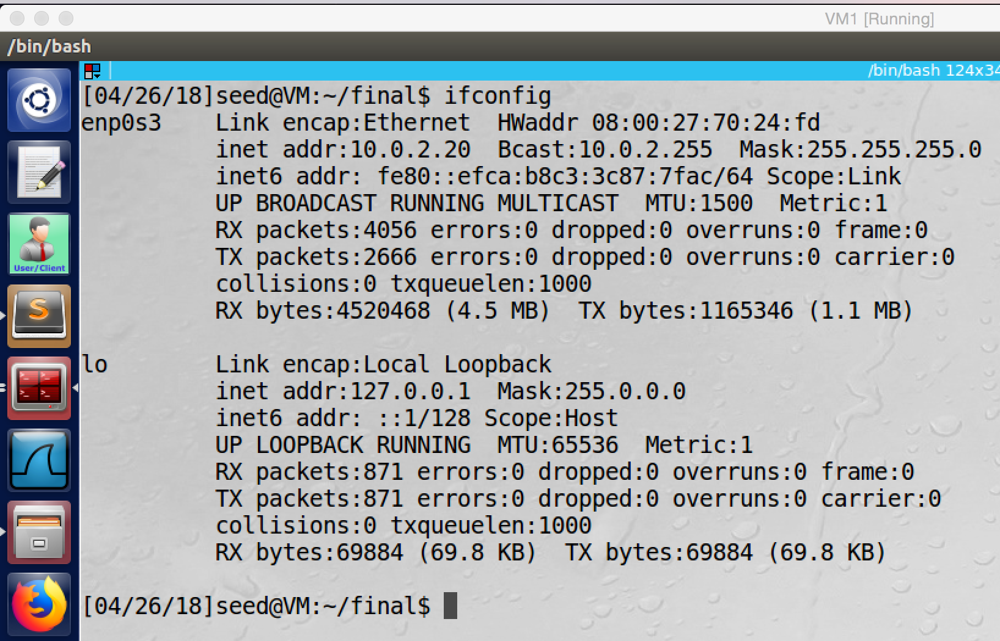 VM1 [Running]
/bin/bash
/bin/bash 124x34
[04/26/18]seed@VM:~/final$ ifconfig
enp0s3    Link encap:Ethernet  HWaddr 08:00:27:70:24:fd
          inet addr:10.0.2.20  Bcast:10.0.2.255  Mask:255.255.255.0
          inet6 addr: fe80::efca:b8c3:3c87:7fac/64 Scope:Link
          UP BROADCAST RUNNING MULTICAST  MTU:1500  Metric:1
          RX packets:4056 errors:0 dropped:0 overruns:0 frame:0
          TX packets:2666 errors:0 dropped:0 overruns:0 carrier:0
          collisions:0 txqueuelen:1000
          RX bytes:4520468 (4.5 MB)  TX bytes:1165346 (1.1 MB)
lo        Link encap:Local Loopback
          inet addr:127.0.0.1  Mask:255.0.0.0
          inet6 addr: ::1/128 Scope:Host
          UP LOOPBACK RUNNING  MTU:65536  Metric:1
          RX packets:871 errors:0 dropped:0 overruns:0 frame:0
          TX packets:871 errors:0 dropped:0 overruns:0 carrier:0
          collisions:0 txqueuelen:1000
          RX bytes:69884 (69.8 KB)  TX bytes:69884 (69.8 KB)
[04/26/18]seed@VM:~/final$
User/Client
S